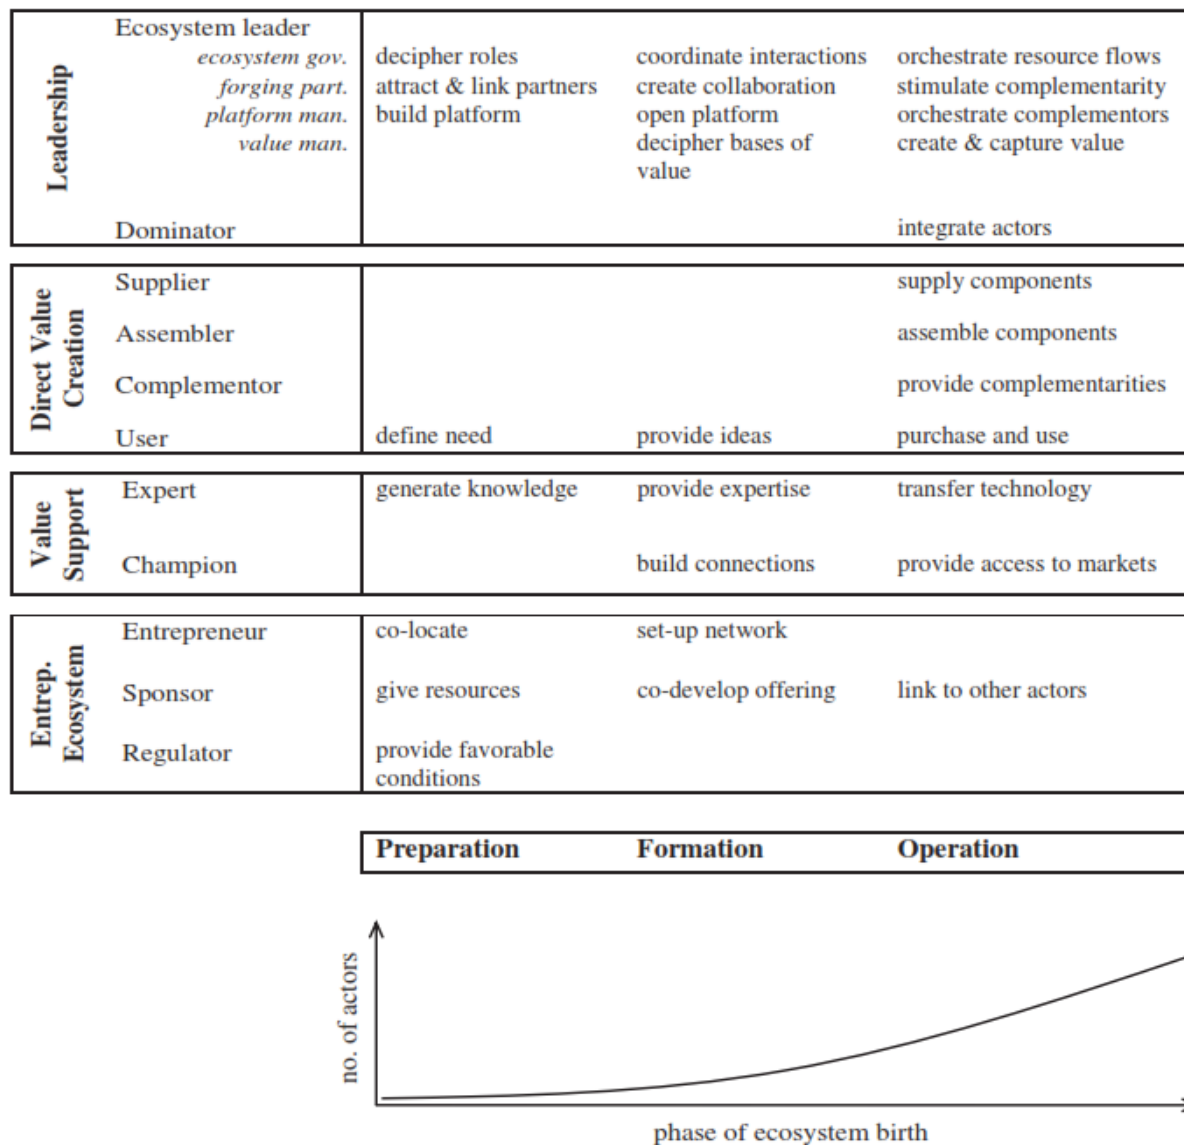 Leadership
Ecosystem leader
ecosystem gov. decipher roles coordinate interactions orchestrate resource flows
forging part. attract & link partners create collaboration stimulate complementarity
platform man. build platform open platform orchestrate complementors
value man. decipher bases of create & capture value
value
Dominator integrate actors
Direct Value
Creation
Supplier supply components
Assembler assemble components
Complementor provide complementarities
User define need provide ideas purchase and use
Value
Support
Expert generate knowledge provide expertise transfer technology
Champion build connections provide access to markets
Entrep.
Ecosystem
Entrepreneur co-locate set-up network
Sponsor give resources co-develop offering link to other actors
Regulator provide favorable
conditions
Preparation Formation Operation
no. of actors
phase of ecosystem birth